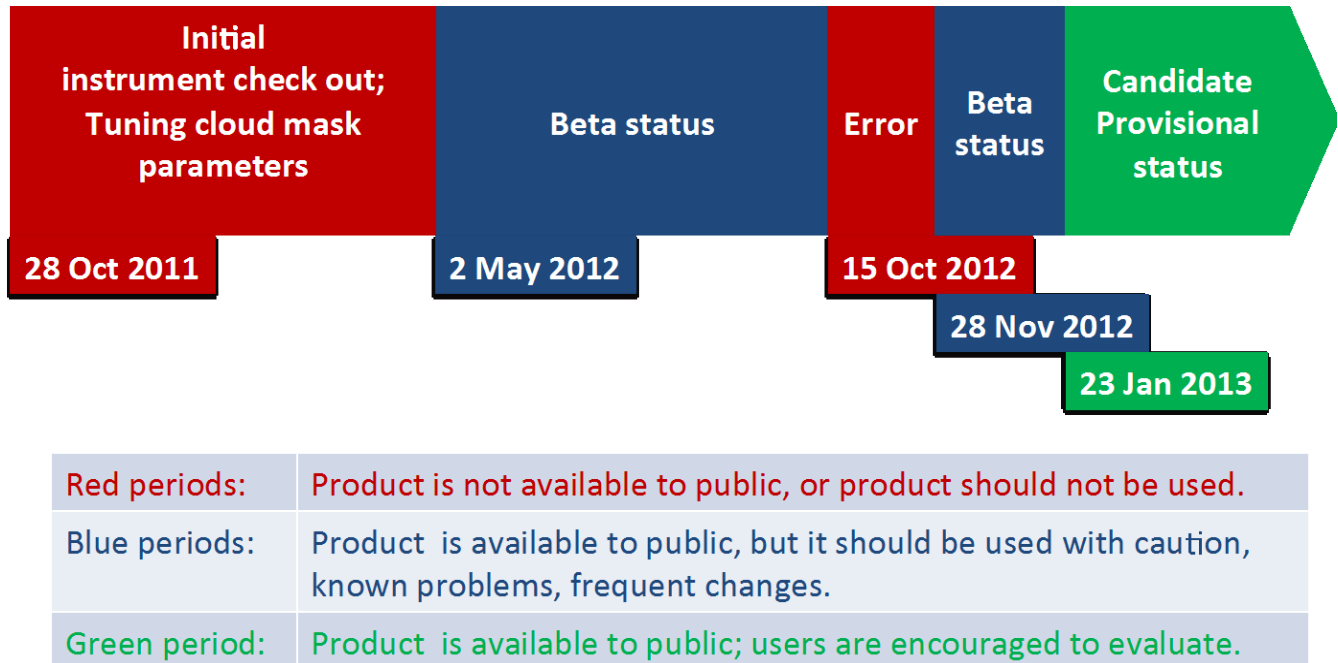 Initial
instrument check out;
Tuning cloud mask
parameters
Beta status
Error
Beta
status
Candidate
Provisional
status
28 Oct 2011
2 May 2012
15 Oct 2012
28 Nov 2012
23 Jan 2013
Red periods: Product is not available to public, or product should not be used.
Blue periods: Product is available to public, but it should be used with caution,
known problems, frequent changes.
Green period: Product is available to public; users are encouraged to evaluate.